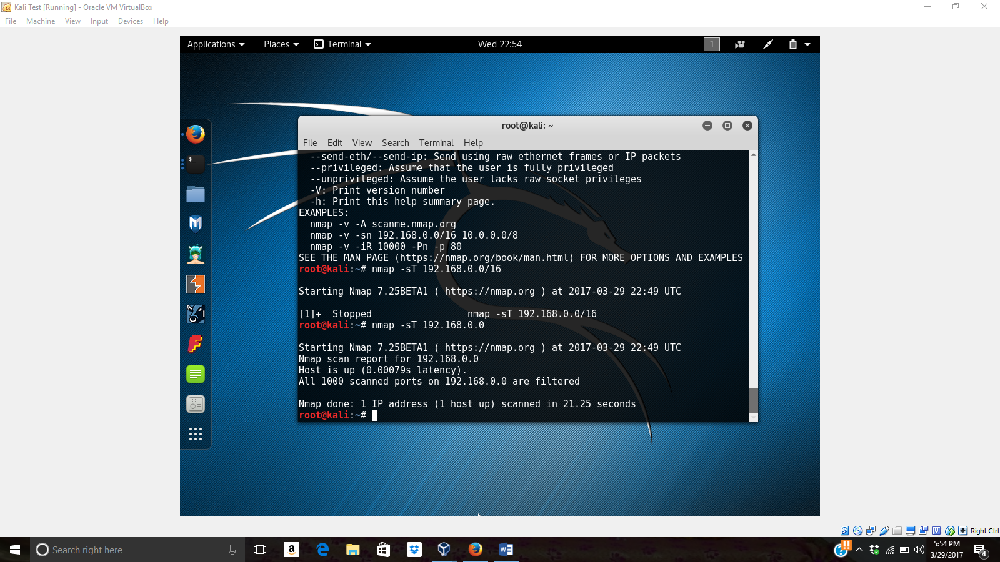 Kali Test [Running] - Oracle VM VirtualBox
File Machine View Input Devices Help
Applications Places Terminal Wed 22:54 1
root@kali: ~
File Edit View Search Terminal Help
--send-eth/--send-ip: Send using raw ethernet frames or IP packets
--privileged: Assume that the user is fully privileged
--unprivileged: Assume the user lacks raw socket privileges
-V: Print version number
-h: Print this help summary page.
EXAMPLES:
nmap -v -A scanme.nmap.org
nmap -v -sn 192.168.0.0/16 10.0.0.0/8
nmap -v -iR 10000 -Pn -p 80
SEE THE MAN PAGE (https://nmap.org/book/man.html) FOR MORE OPTIONS AND EXAMPLES
root@kali:~# nmap -sT 192.168.0.0/16
Starting Nmap 7.25BETA1 ( https://nmap.org ) at 2017-03-29 22:49 UTC
[1]+  Stopped                 nmap -sT 192.168.0.0/16
root@kali:~# nmap -sT 192.168.0.0
Starting Nmap 7.25BETA1 ( https://nmap.org ) at 2017-03-29 22:49 UTC
Nmap scan report for 192.168.0.0
Host is up (0.00079s latency).
All 1000 scanned ports on 192.168.0.0 are filtered
Nmap done: 1 IP address (1 host up) scanned in 21.25 seconds
root@kali:~#
Right Ctrl
Search right here
5:54 PM
3/29/2017
4